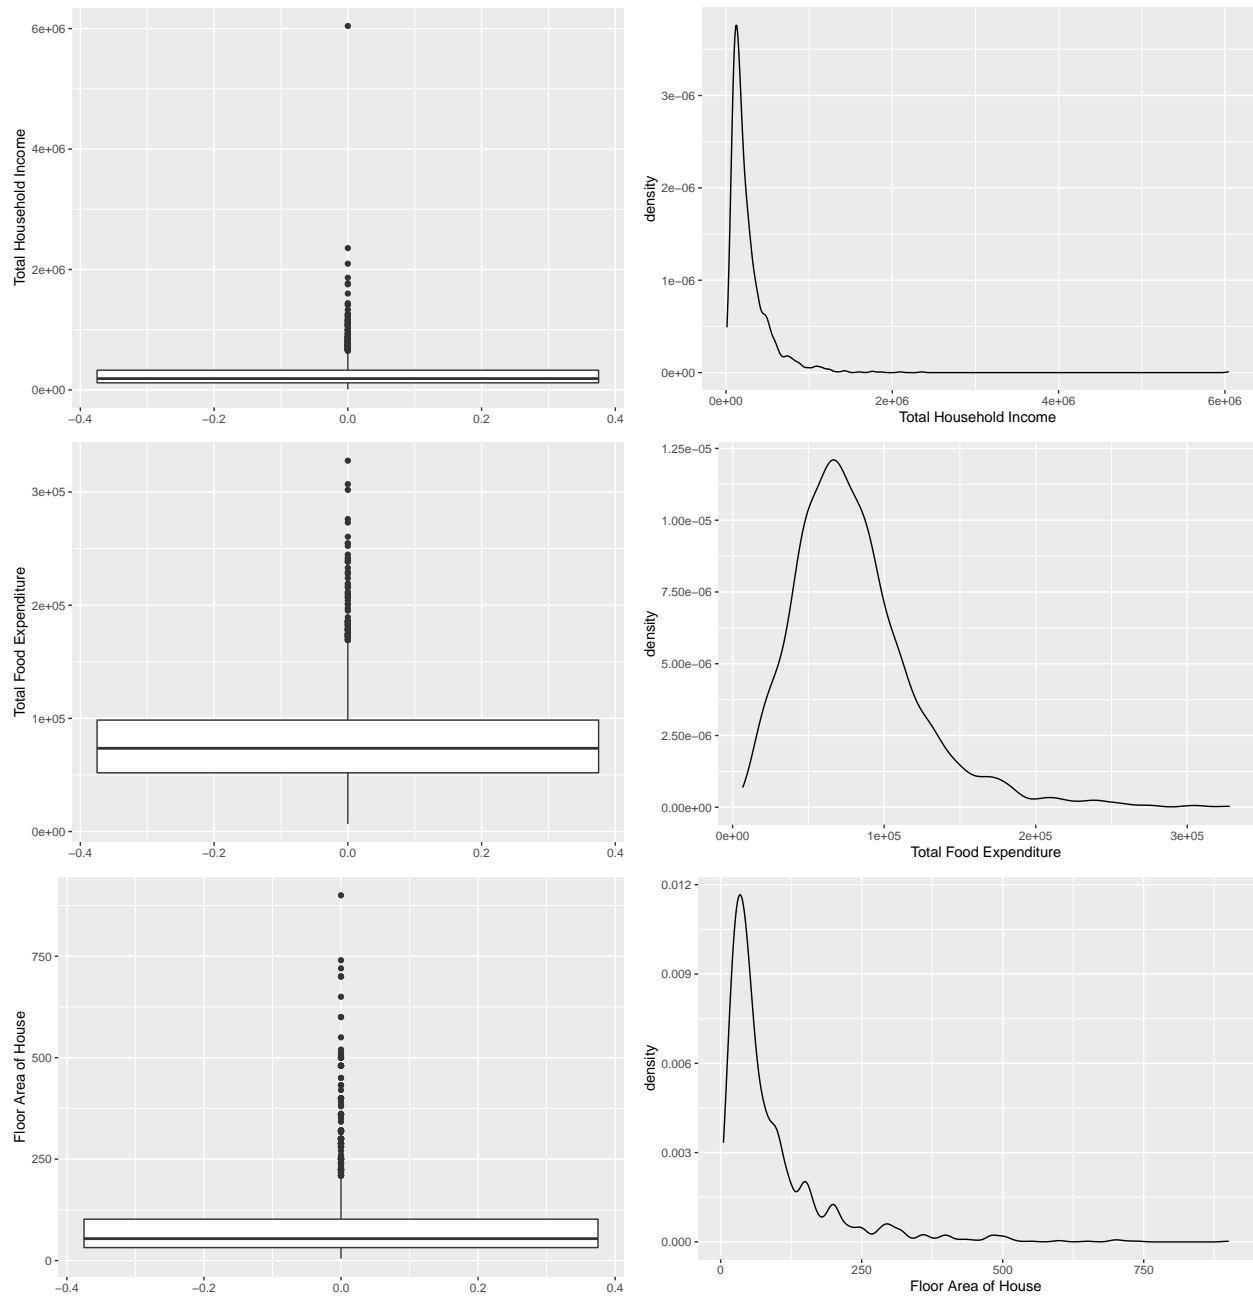 Total Household Income
6e+06
4e+06
2e+06
0e+00
−0.4 −0.2 0.0 0.2 0.4
density
3e−06
2e−06
1e−06
0e+00
0e+00 2e+06 4e+06 6e+06
Total Household Income
Total Food Expenditure
3e+05
2e+05
1e+05
0e+00
−0.4 −0.2 0.0 0.2 0.4
density
1.25e−05
1.00e−05
7.50e−06
5.00e−06
2.50e−06
0.00e+00
0e+00 1e+05 2e+05 3e+05
Total Food Expenditure
Floor Area of House
750
500
250
0
−0.4 −0.2 0.0 0.2 0.4
density
0.012
0.009
0.006
0.003
0.000
0 250 500 750
Floor Area of House